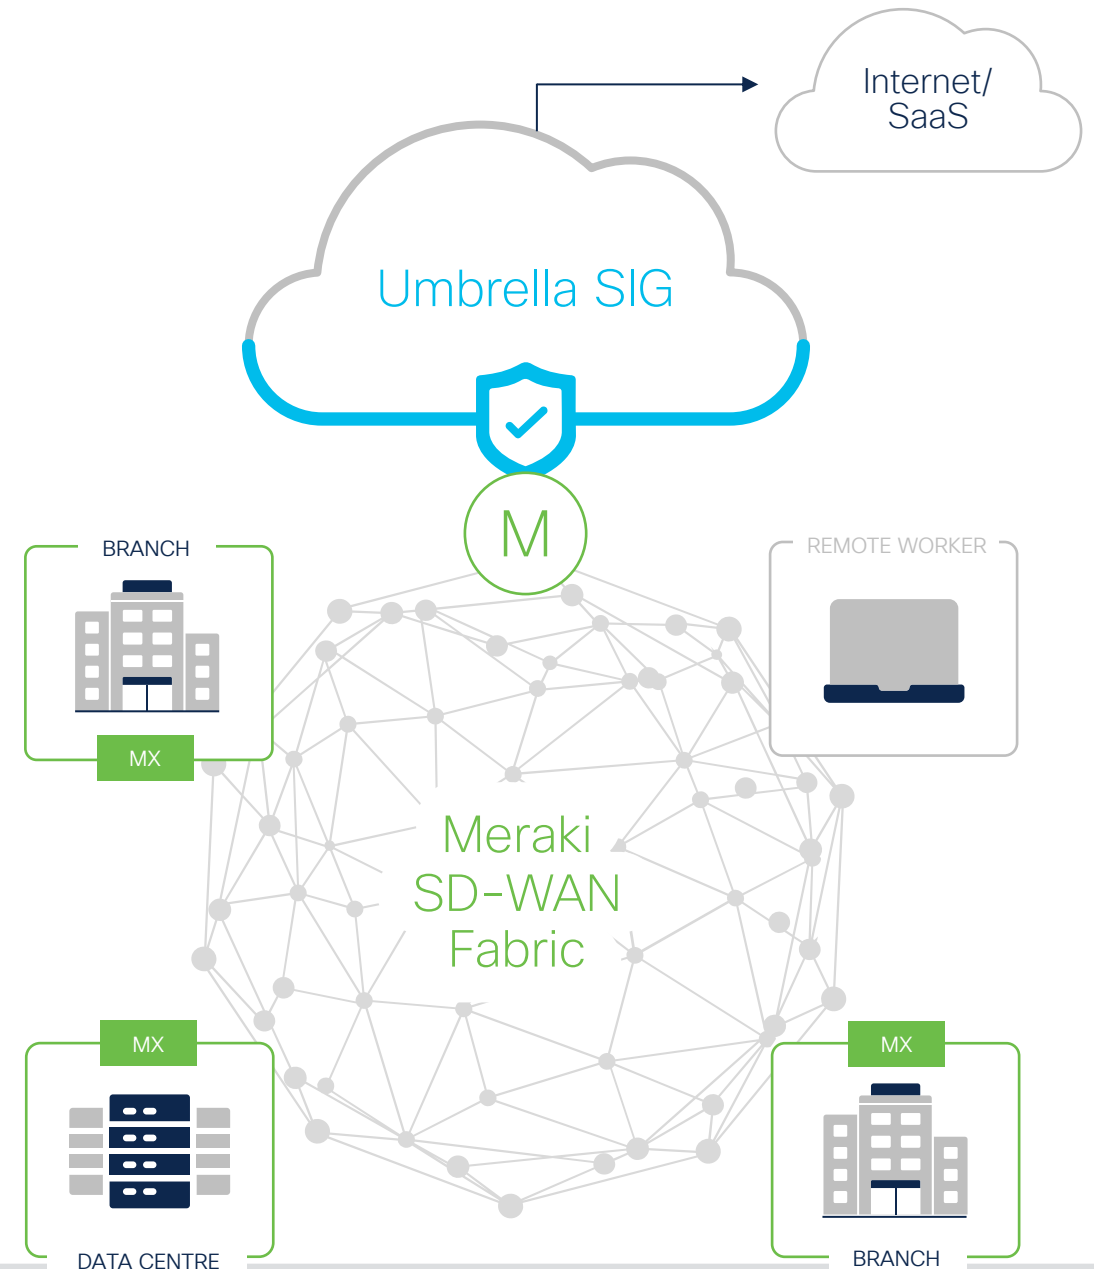 Internet/
SaaS
Umbrella SIG
M
BRANCH
REMOTE WORKER
MX
Meraki
SD-WAN
Fabric
MX
MX
DATA CENTRE
BRANCH